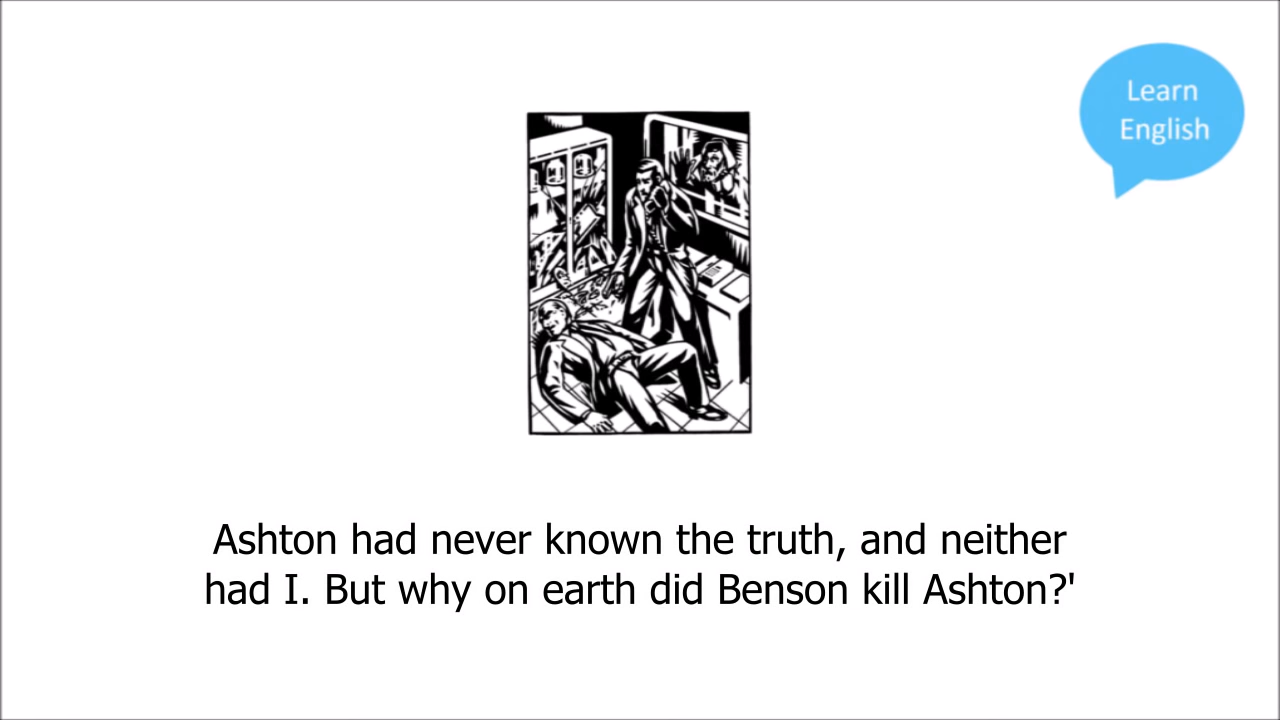 Learn
English
Ashton had never known the truth, and neither
had I. But why on earth did Benson kill Ashton?'